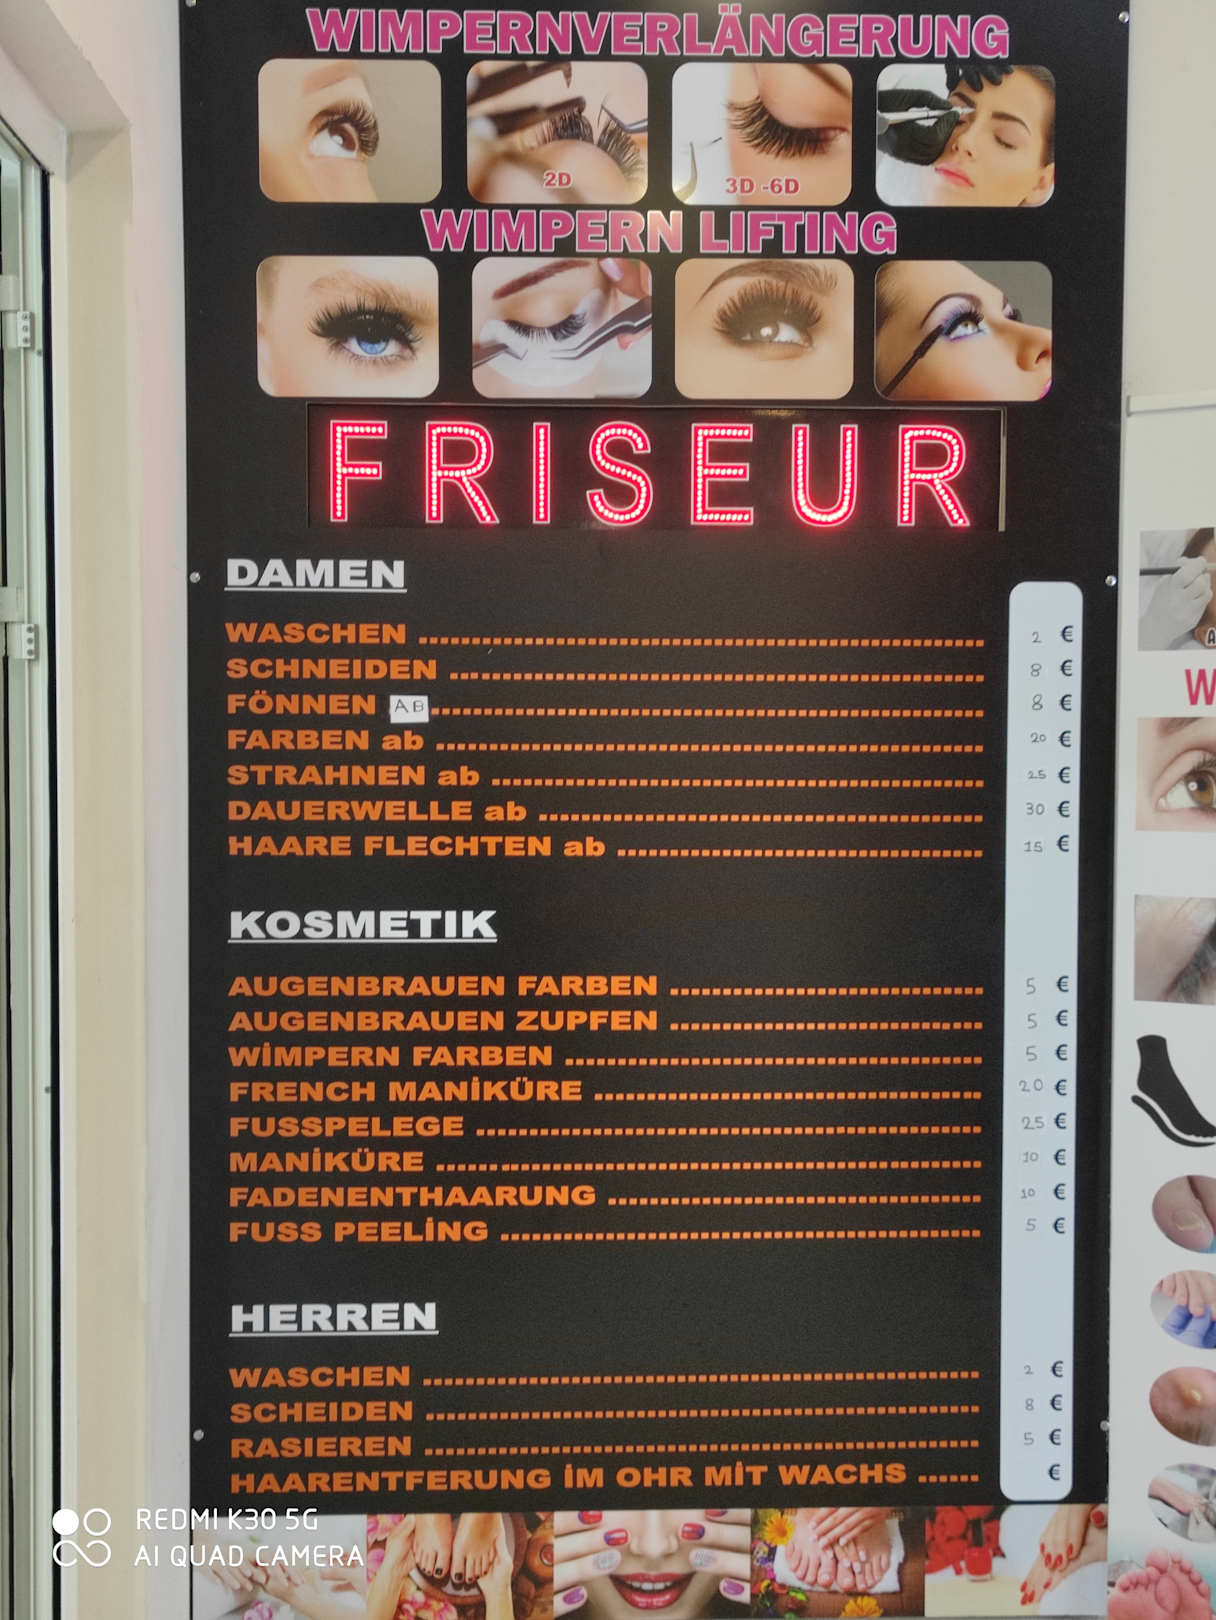 WIMPERNVERLÄNGERUNG
2D
3D -6D
WIMPERN LIFTING
FRISEUR
DAMEN
WASCHEN ........ 2 €
SCHNEIDEN ........ 8 €
FÖNNEN AB ........ 8 €
FARBEN ab ........ 20 €
STRAHNEN ab ........ 25 €
DAUERWELLE ab ........ 30 €
HAARE FLECHTEN ab ........ 15 €
KOSMETIK
AUGENBRAUEN FARBEN ........ 5 €
AUGENBRAUEN ZUPFEN ........ 5 €
WİMPERN FARBEN ........ 5 €
FRENCH MANİKÜRE ........ 20 €
FUSSPELEGE ........ 25 €
MANİKÜRE ........ 10 €
FADENENTHAARUNG ........ 10 €
FUSS PEELİNG ........ 5 €
HERREN
WASCHEN ........ 2 €
SCHEIDEN ........ 8 €
RASIEREN ........ 5 €
HAARENTFERUNG İM OHR MİT WACHS ...... €
REDMI K30 5G
AI QUAD CAMERA